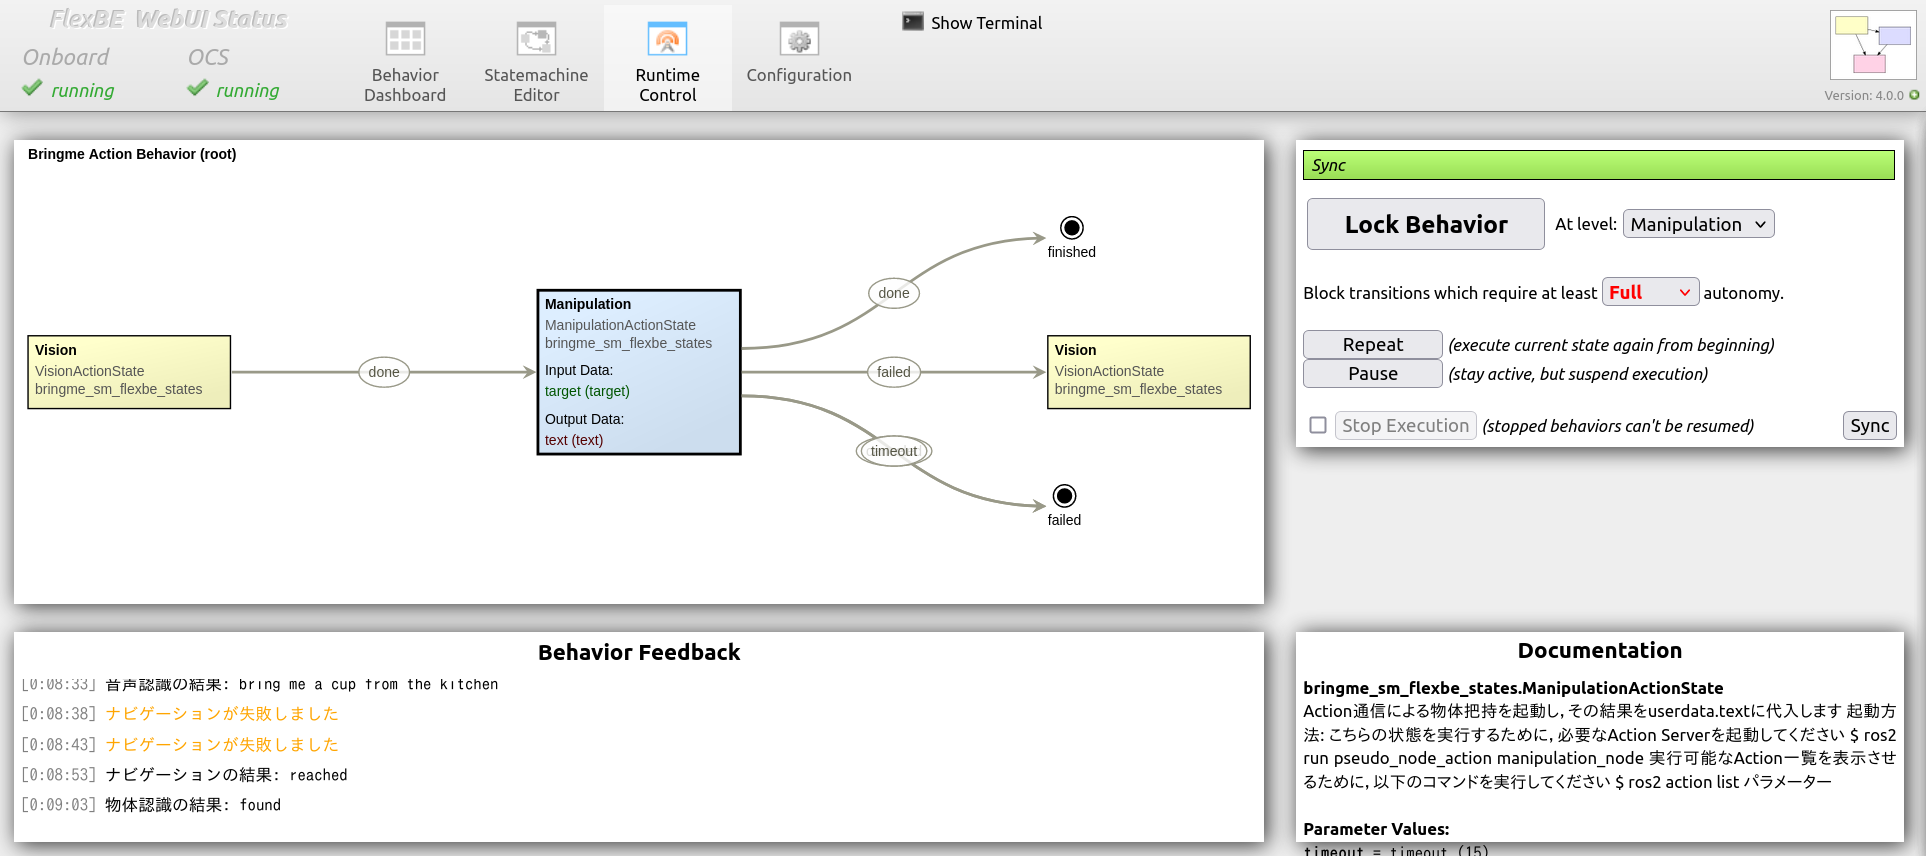 FlexBE WebUI Status
Onboard
OCS
running
running
Behavior
Dashboard
Statemachine
Editor
Runtime
Control
Configuration
Show Terminal
Version: 4.0.0
Bringme Action Behavior (root)
Vision
VisionActionState
bringme_sm_flexbe_states
done
Manipulation
ManipulationActionState
bringme_sm_flexbe_states
Input Data:
target (target)
Output Data:
text (text)
done
failed
timeout
finished
Vision
VisionActionState
bringme_sm_flexbe_states
failed
Sync
Lock Behavior
At level: Manipulation
Block transitions which require at least Full autonomy.
Repeat (execute current state again from beginning)
Pause (stay active, but suspend execution)
Stop Execution (stopped behaviors can't be resumed)
Sync
Behavior Feedback
[0:08:33] 音声認識の結果: bring me a cup from the kitchen
[0:08:38] ナビゲーションが失敗しました
[0:08:43] ナビゲーションが失敗しました
[0:08:53] ナビゲーションの結果: reached
[0:09:03] 物体認識の結果: found
Documentation
bringme_sm_flexbe_states.ManipulationActionState
Action通信による物体把持を起動し, その結果をuserdata.textに代入します 起動方
法: こちらの状態を実行するために, 必要なAction Serverを起動してください $ ros2
run pseudo_node_action manipulation_node 実行可能なAction一覧を表示させ
るために, 以下のコマンドを実行してください $ ros2 action list パラメーター
Parameter Values:
timeout = timeout (15)